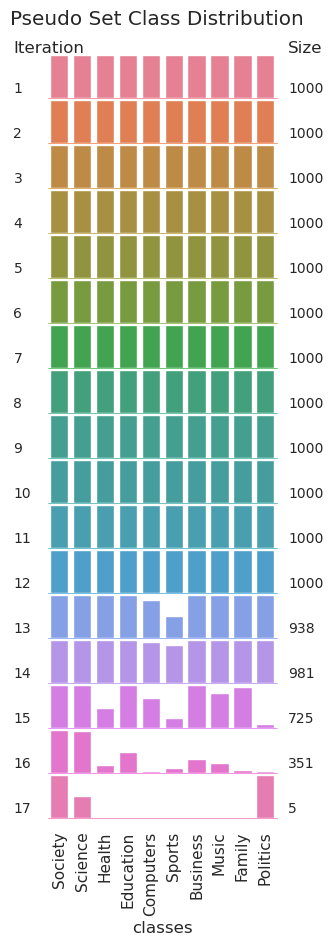 Pseudo Set Class Distribution
Iteration Size
1 1000
2 1000
3 1000
4 1000
5 1000
6 1000
7 1000
8 1000
9 1000
10 1000
11 1000
12 1000
13 938
14 981
15 725
16 351
17 5
Society
Science
Health
Education
Computers
Sports
Business
Music
Family
Politics
classes